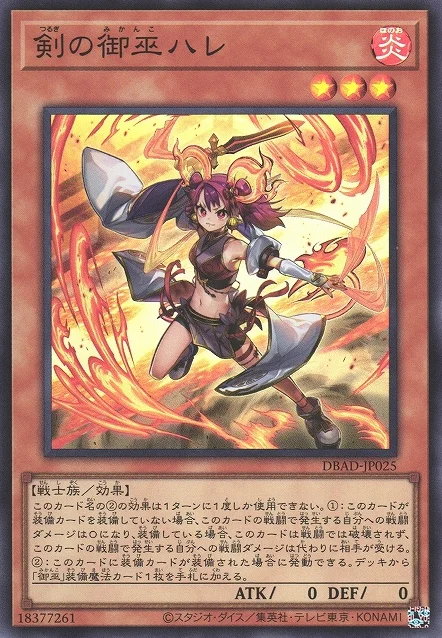 つるぎ みかんこ
剣の御巫ハレ
ほのお
炎
DBAD-JP025
【戦士族/効果】
このカード名の②の効果は1ターンに1度しか使用できない。①:このカードが
装備カードを装備していない場合、このカードの戦闘で発生する自分への戦闘
ダメージは0になり、装備している場合、このカードは戦闘では破壊されず、
このカードの戦闘で発生する自分への戦闘ダメージは代わりに相手が受ける。
②:このカードにカードが装備された場合に発動できる。デッキから
「御巫」装備魔法カード1枚を手札に加える。
ATK/ 0 DEF/ 0
18377261 ©スタジオ・ダイス/集英社・テレビ東京・KONAMI